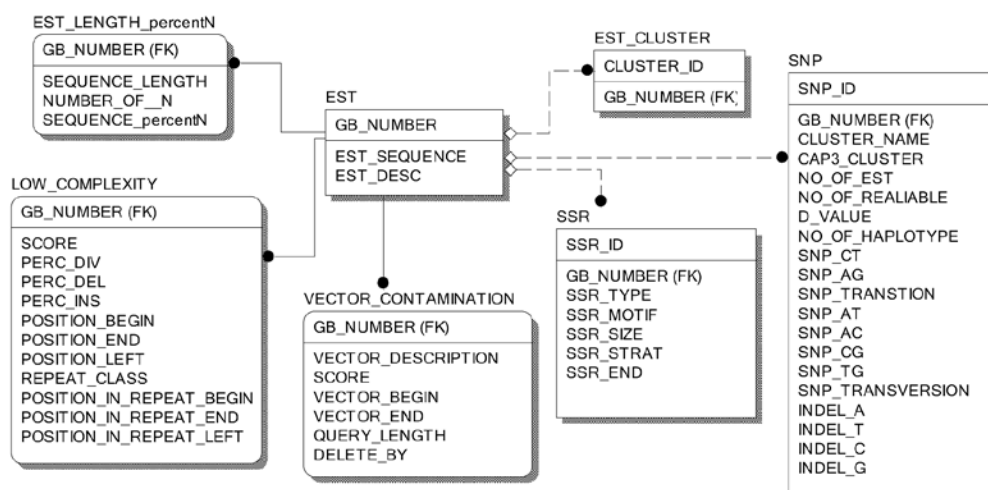 EST_LENGTH_percentN
GB_NUMBER (FK)
SEQUENCE_LENGTH
NUMBER_OF__N
SEQUENCE_percentN
LOW_COMPLEXITY
GB_NUMBER (FK)
SCORE
PERC_DIV
PERC_DEL
PERC_INS
POSITION_BEGIN
POSITION_END
POSITION_LEFT
REPEAT_CLASS
POSITION_IN_REPEAT_BEGIN
POSITION_IN_REPEAT_END
POSITION_IN_REPEAT_LEFT
EST
GB_NUMBER
EST_SEQUENCE
EST_DESC
VECTOR_CONTAMINATION
GB_NUMBER (FK)
VECTOR_DESCRIPTION
SCORE
VECTOR_BEGIN
VECTOR_END
QUERY_LENGTH
DELETE_BY
EST_CLUSTER
CLUSTER_ID
GB_NUMBER (FK)
SSR
SSR_ID
GB_NUMBER (FK)
SSR_TYPE
SSR_MOTIF
SSR_SIZE
SSR_STRAT
SSR_END
SNP
SNP_ID
GB_NUMBER (FK)
CLUSTER_NAME
CAP3_CLUSTER
NO_OF_EST
NO_OF_REALIABLE
D_VALUE
NO_OF_HAPLOTYPE
SNP_CT
SNP_AG
SNP_TRANSTION
SNP_AT
SNP_AC
SNP_CG
SNP_TG
SNP_TRANSVERSION
INDEL_A
INDEL_T
INDEL_C
INDEL_G